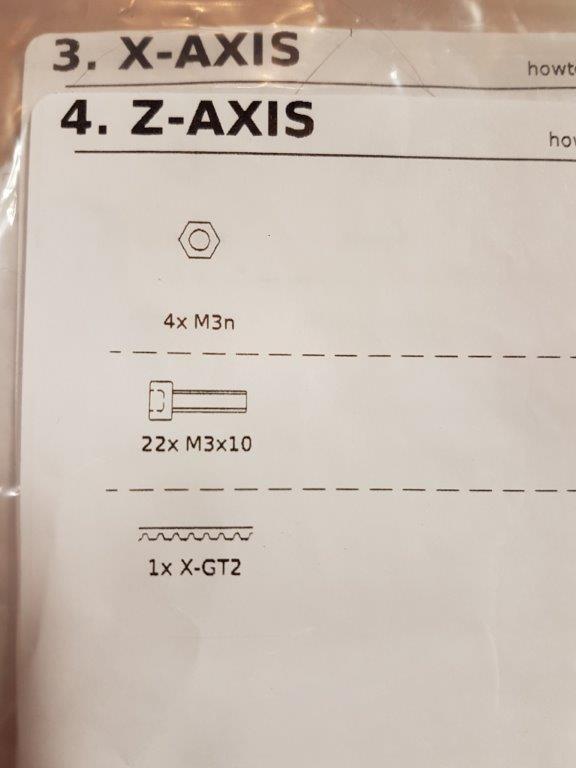 3. X-AXIS
4. Z-AXIS
4x M3n
22x M3x10
1x X-GT2